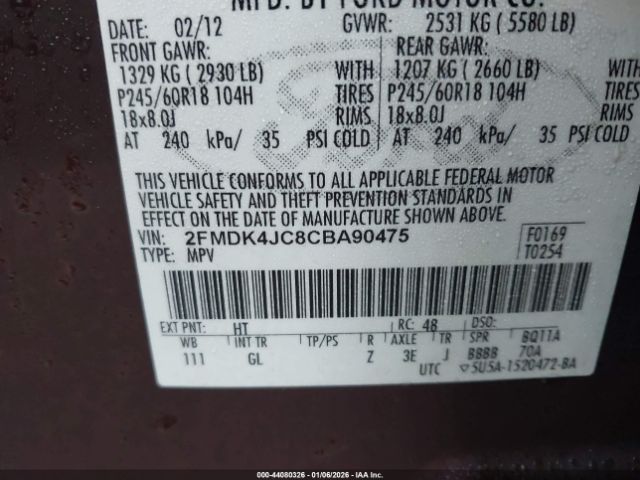 MFD. BY FORD MOTOR CO.
DATE: 02/12 GVWR: 2531 KG ( 5580 LB)
FRONT GAWR: REAR GAWR:
1329 KG ( 2930 LB) WITH 1207 KG ( 2660 LB) WITH
P245/60R18 104H TIRES P245/60R18 104H TIRES
18x8.0J RIMS 18x8.0J RIMS
AT 240 kPa/ 35 PSI COLD AT 240 kPa/ 35 PSI COLD
THIS VEHICLE CONFORMS TO ALL APPLICABLE FEDERAL MOTOR
VEHICLE SAFETY AND THEFT PREVENTION STANDARDS IN
EFFECT ON THE DATE OF MANUFACTURE SHOWN ABOVE.
VIN: 2FMDK4JC8CBA90475 F0169
TYPE: MPV T0254
EXT PNT: HT RC: 48 DSO:
WB INT TR TP/PS R AXLE TR SPR BQ11A
111 GL Z 3E J BBBB 70A
UTC 5U5A-1520472-BA
000-44080326 - 01/06/2026 - IAA Inc.